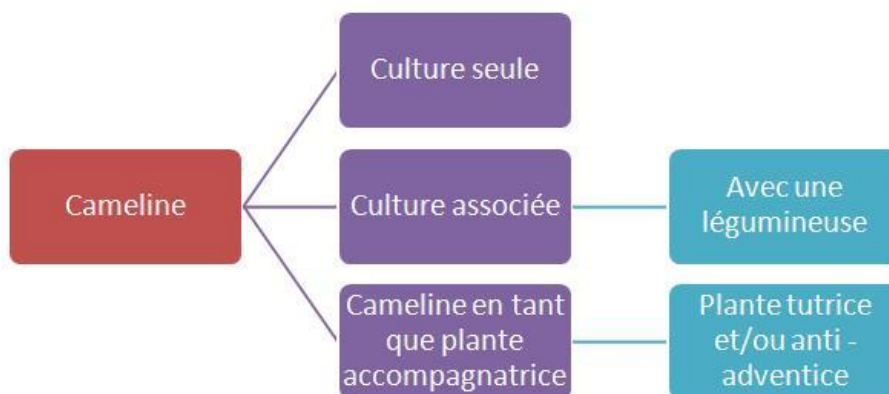 Culture seule
Cameline
Culture associée
Avec une
légumineuse
Cameline en tant
que plante
accompagnatrice
Plante tutrice
et/ou anti -
adventice